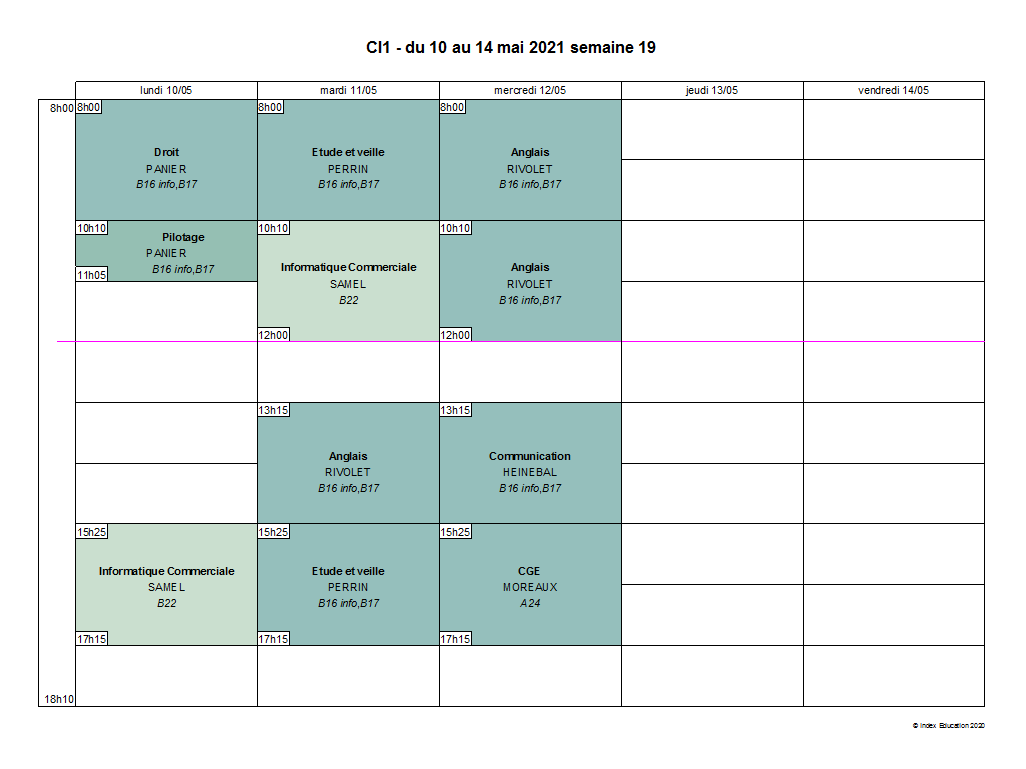 CI1 - du 10 au 14 mai 2021 semaine 19
lundi 10/05
mardi 11/05
mercredi 12/05
jeudi 13/05
vendredi 14/05
8h00
8h00
Droit
PANIER
B16 info,B17
8h00
Etude et veille
PERRIN
B16 info,B17
8h00
Anglais
RIVOLET
B16 info,B17
10h10
Pilotage
PANIER
B16 info,B17
11h05
10h10
Informatique Commerciale
SAMEL
B22
12h00
10h10
Anglais
RIVOLET
B16 info,B17
12h00
13h15
Anglais
RIVOLET
B16 info,B17
13h15
Communication
HEINEBAL
B16 info,B17
15h25
Informatique Commerciale
SAMEL
B22
17h15
15h25
Etude et veille
PERRIN
B16 info,B17
17h15
15h25
CGE
MOREAUX
A24
17h15
18h10
© Index Education 2020